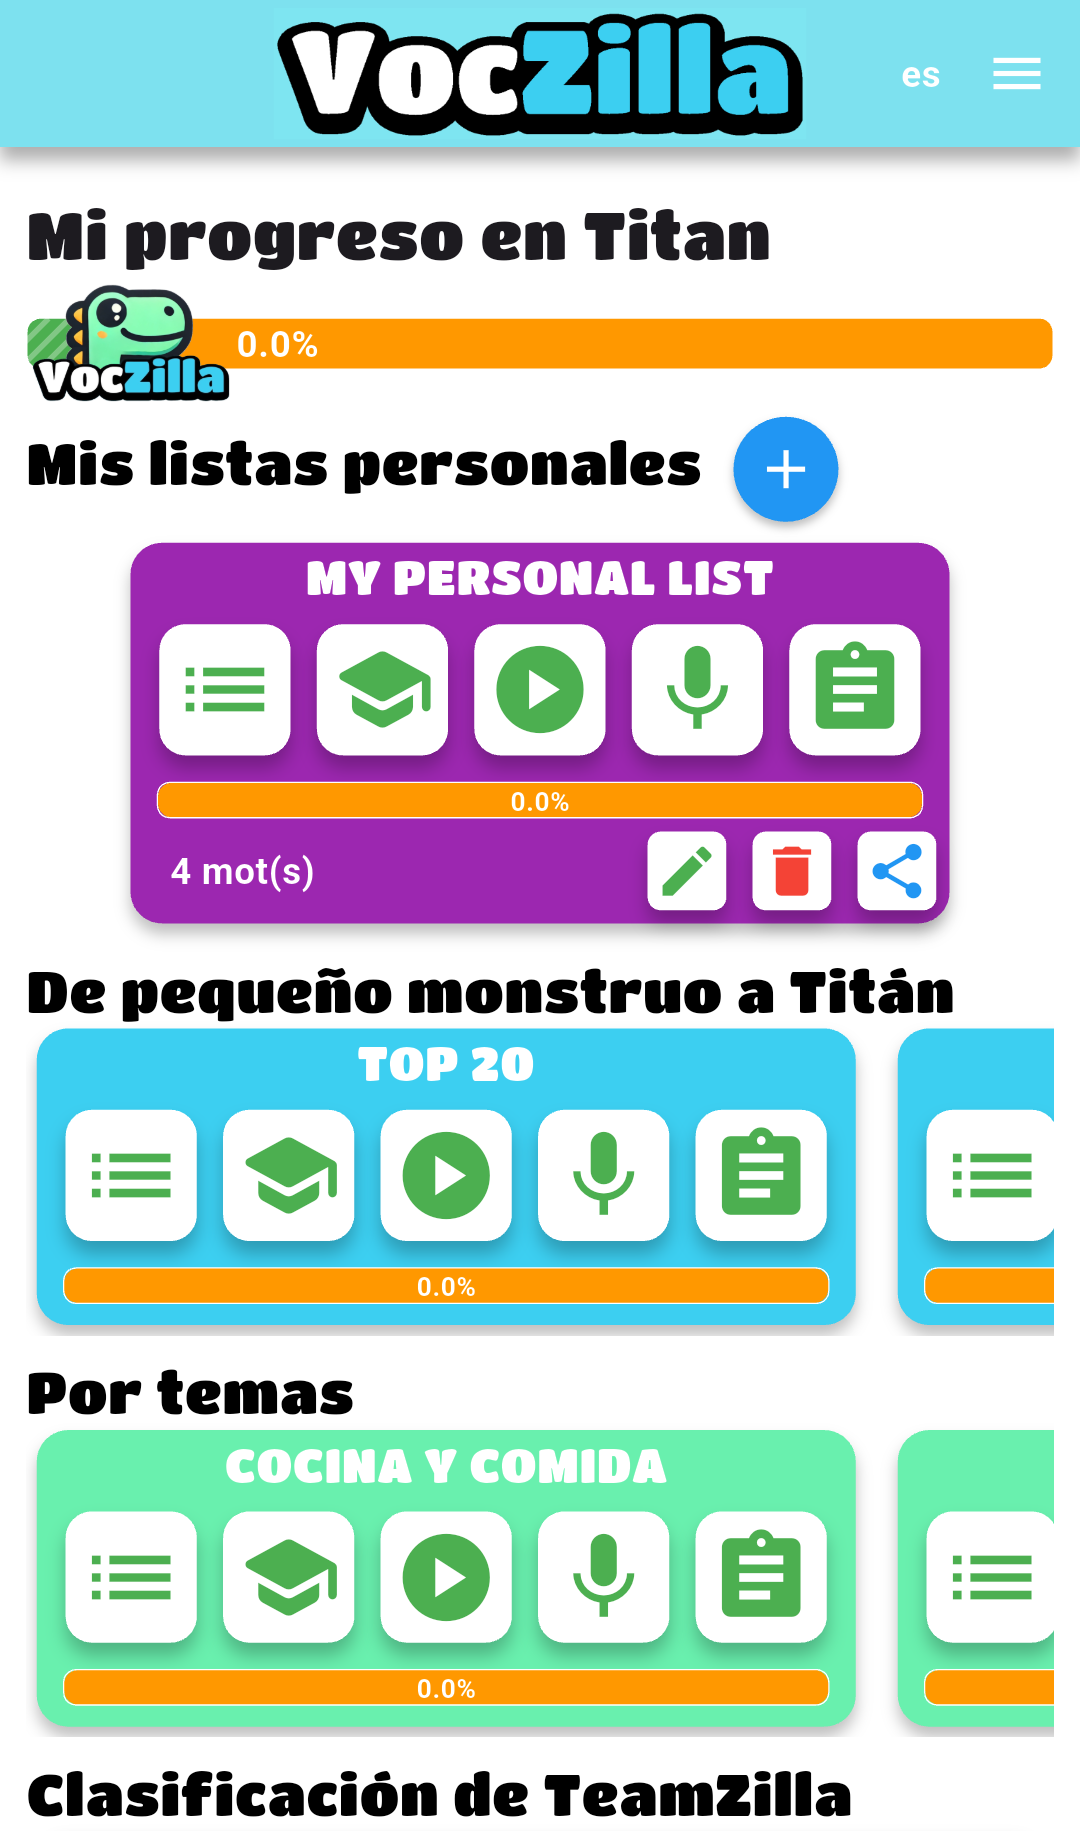 VocZilla
es
Mi progreso en Titan
0.0%
VocZilla
Mis listas personales
MY PERSONAL LIST
0.0%
4 mot(s)
De pequeño monstruo a Titán
TOP 20
0.0%
Por temas
COCINA Y COMIDA
0.0%
Clasificación de TeamZilla